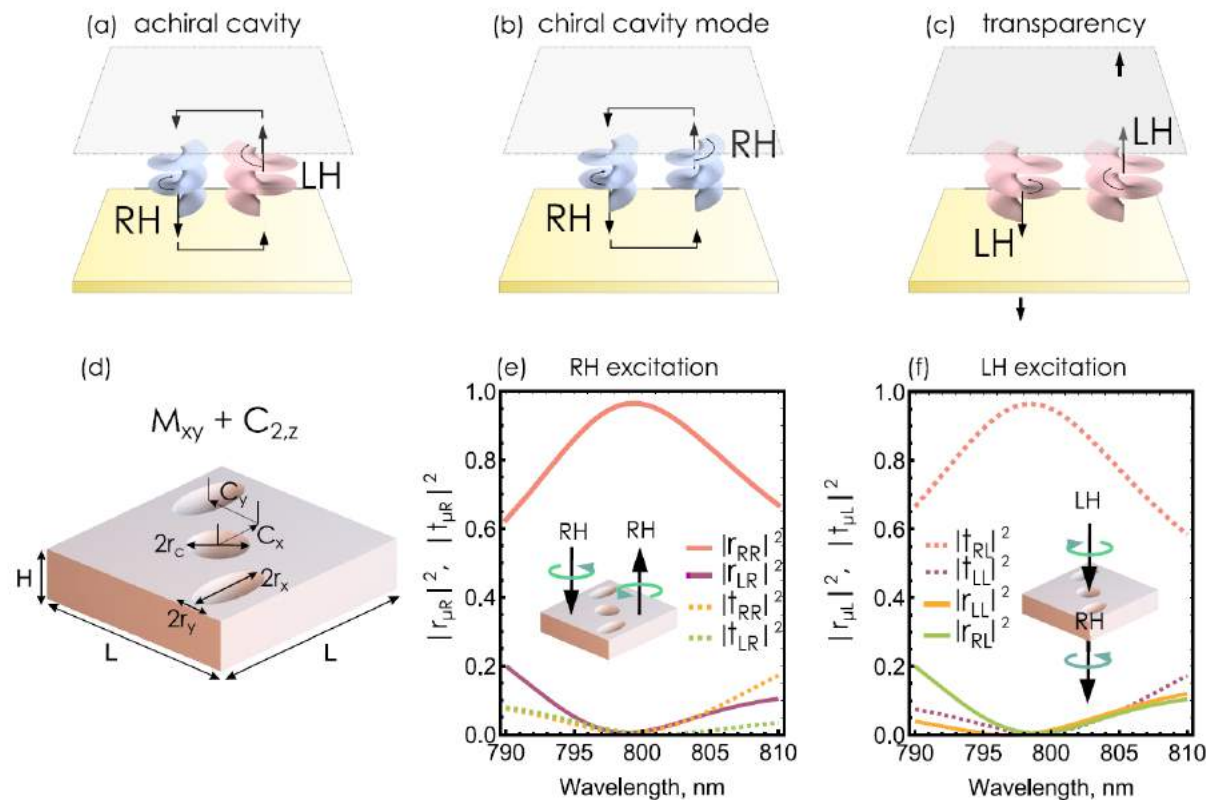 (a) achiral cavity
RH
LH
(b) chiral cavity mode
RH
RH
(c) transparency
LH
LH
(d)
M_xy + C_2,z
C_y
C_x
2r_c
2r_x
2r_y
H
L
L
(e) RH excitation
|r_μR|², |t_μR|²
1.0
0.8
0.6
0.4
0.2
0.0
RH
RH
|r_RR|²
|r_LR|²
|t_RR|²
|t_LR|²
790 795 800 805 810
Wavelength, nm
(f) LH excitation
|r_μL|², |t_μL|²
1.0
0.8
0.6
0.4
0.2
0.0
|t_RL|²
|t_LL|²
|r_LL|²
|r_RL|²
LH
RH
790 795 800 805 810
Wavelength, nm